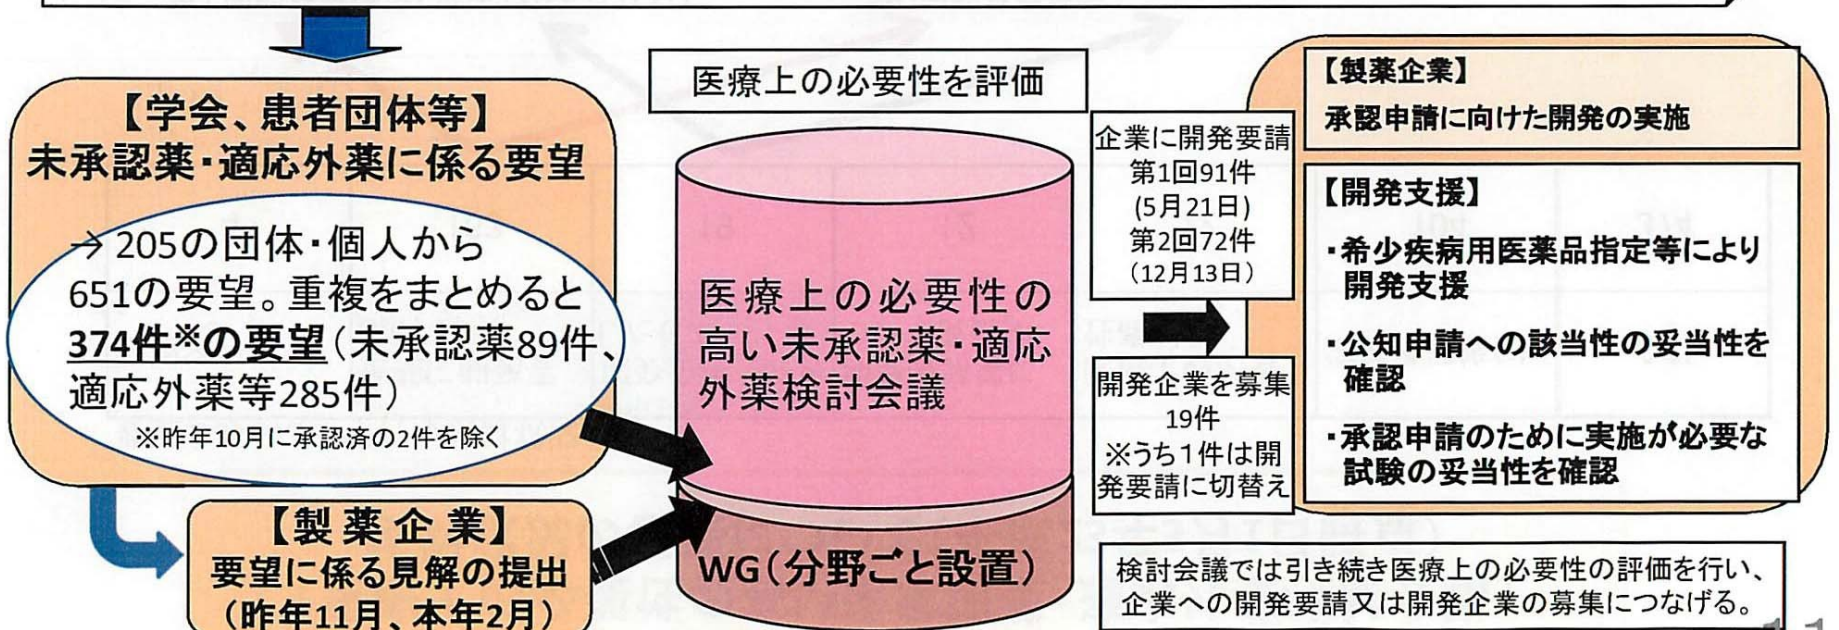 【学会、患者団体等】
未承認薬・適応外薬に係る要望
→ 205の団体・個人から
651の要望。重複をまとめると
374件※の要望(未承認薬89件、
適応外薬等285件)
※昨年10月に承認済の2件を除く
【製薬企業】
要望に係る見解の提出
(昨年11月、本年2月)
医療上の必要性を評価
医療上の必要性の
高い未承認薬・適応
外薬検討会議
WG(分野ごと設置)
企業に開発要請
第1回91件
(5月21日)
第2回72件
(12月13日)
開発企業を募集
19件
※うち1件は開
発要請に切替え
【製薬企業】
承認申請に向けた開発の実施
【開発支援】
・希少疾病用医薬品指定等により
開発支援
・公知申請への該当性の妥当性を
確認
・承認申請のために実施が必要な
試験の妥当性を確認
検討会議では引き続き医療上の必要性の評価を行い、
企業への開発要請又は開発企業の募集につなげる。